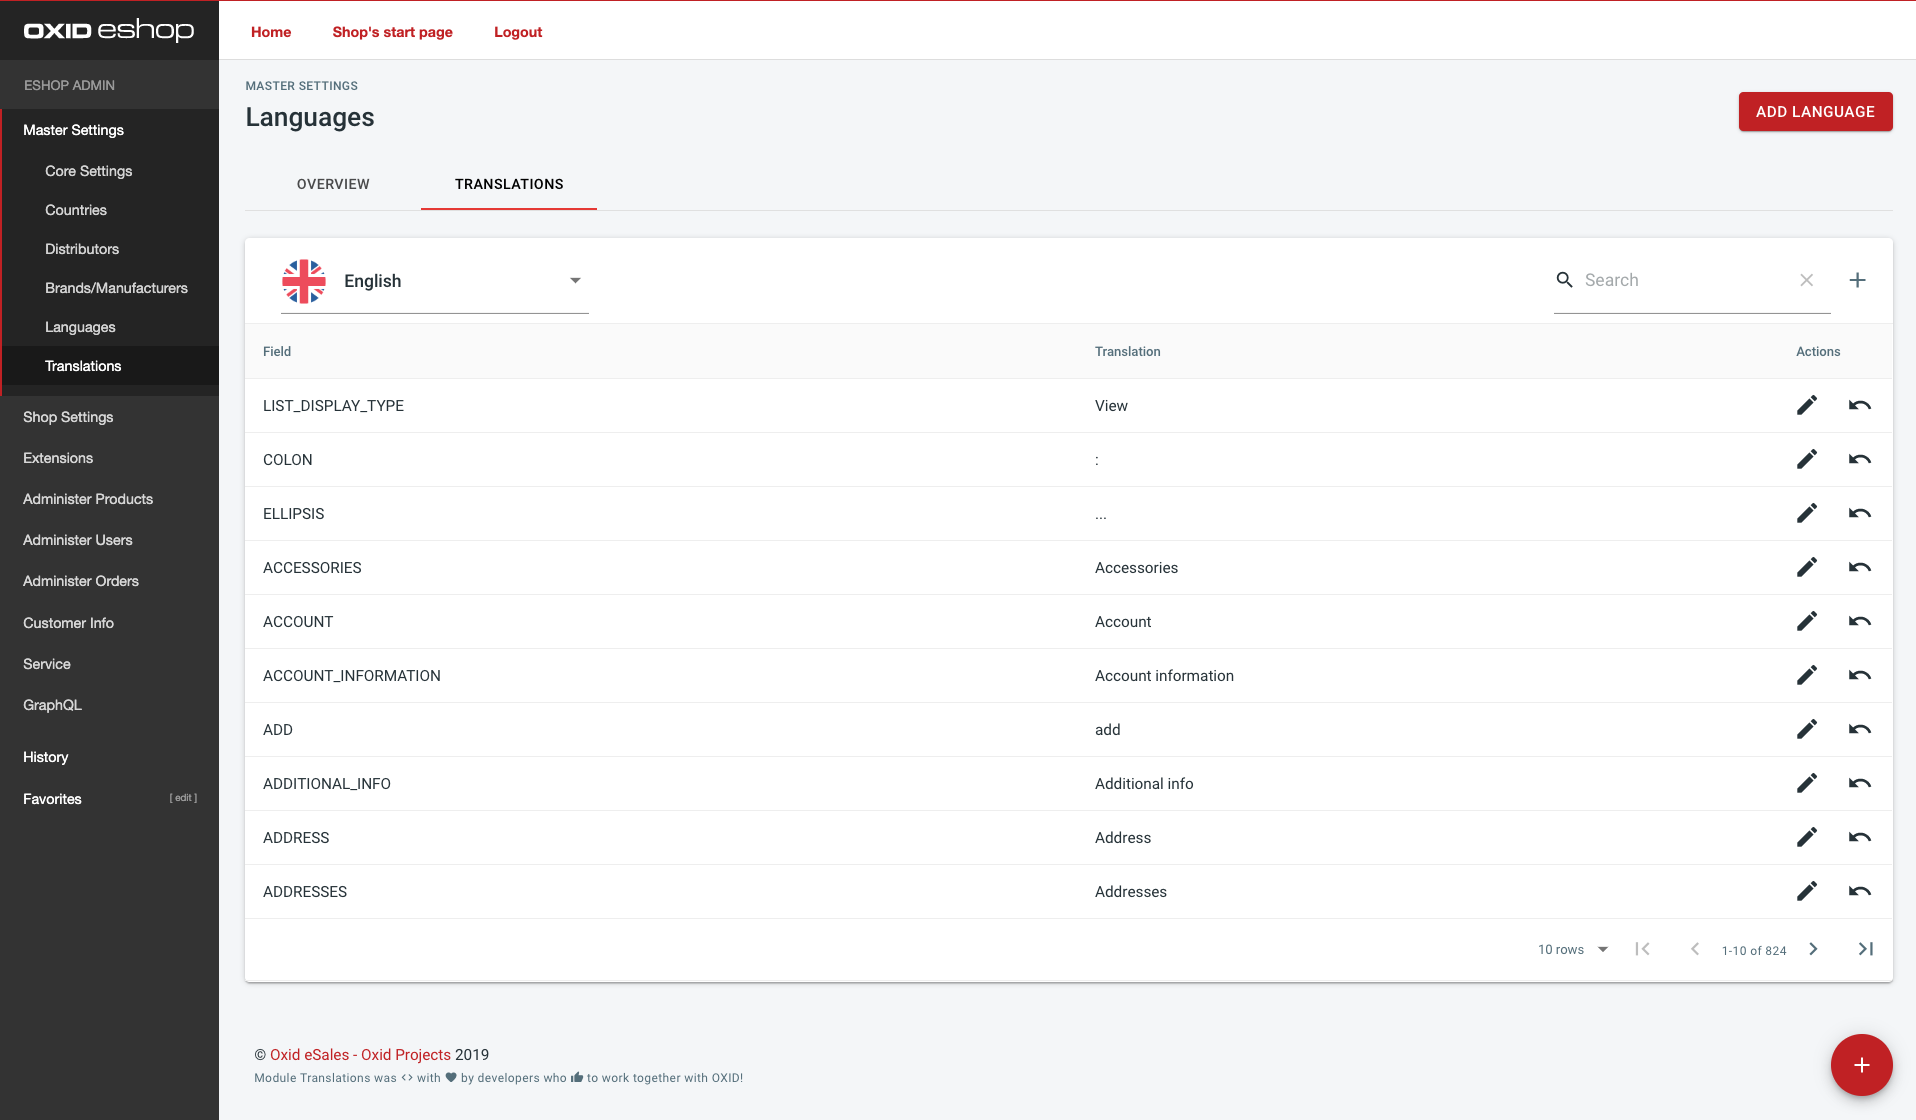 OXID eshop
Home Shop's start page Logout
ESHOP ADMIN
Master Settings
Core Settings
Countries
Distributors
Brands/Manufacturers
Languages
Translations
Shop Settings
Extensions
Administer Products
Administer Users
Administer Orders
Customer Info
Service
GraphQL
History
Favorites [ edit ]
MASTER SETTINGS
Languages
ADD LANGUAGE
OVERVIEW TRANSLATIONS
English Search
Field Translation Actions
LIST_DISPLAY_TYPE View
COLON :
ELLIPSIS ...
ACCESSORIES Accessories
ACCOUNT Account
ACCOUNT_INFORMATION Account information
ADD add
ADDITIONAL_INFO Additional info
ADDRESS Address
ADDRESSES Addresses
10 rows 1-10 of 824
© Oxid eSales - Oxid Projects 2019
Module Translations was <> with ♥ by developers who 👍 to work together with OXID!